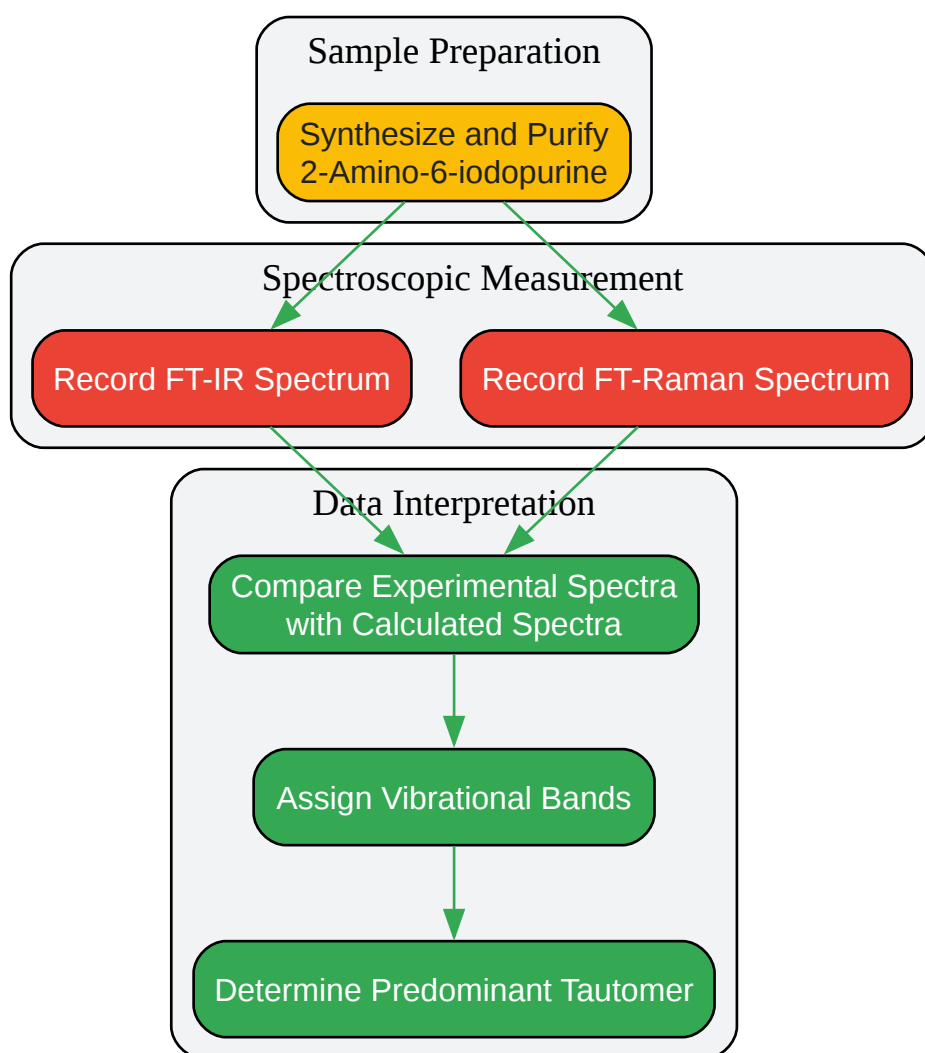 Sample Preparation
Synthesize and Purify
2-Amino-6-iodopurine
Spectroscopic Measurement
Record FT-IR Spectrum
Record FT-Raman Spectrum
Data Interpretation
Compare Experimental Spectra
with Calculated Spectra
Assign Vibrational Bands
Determine Predominant Tautomer